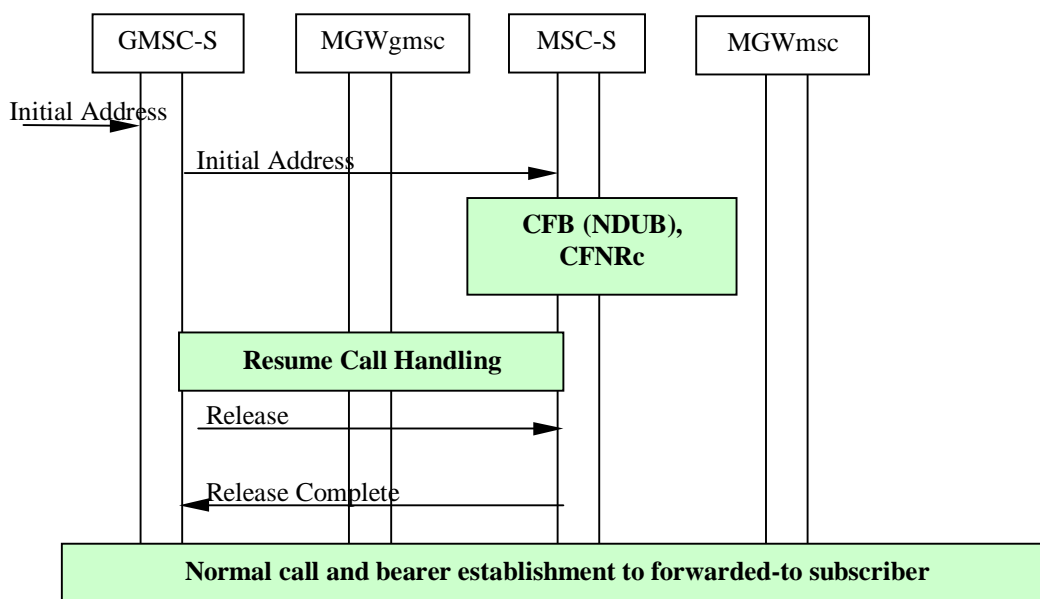 GMSC-S
MGWgmsc
MSC-S
MGWmsc
Initial Address
Initial Address
CFB (NDUB),
CFNRc
Resume Call Handling
Release
Release Complete
Normal call and bearer establishment to forwarded-to subscriber